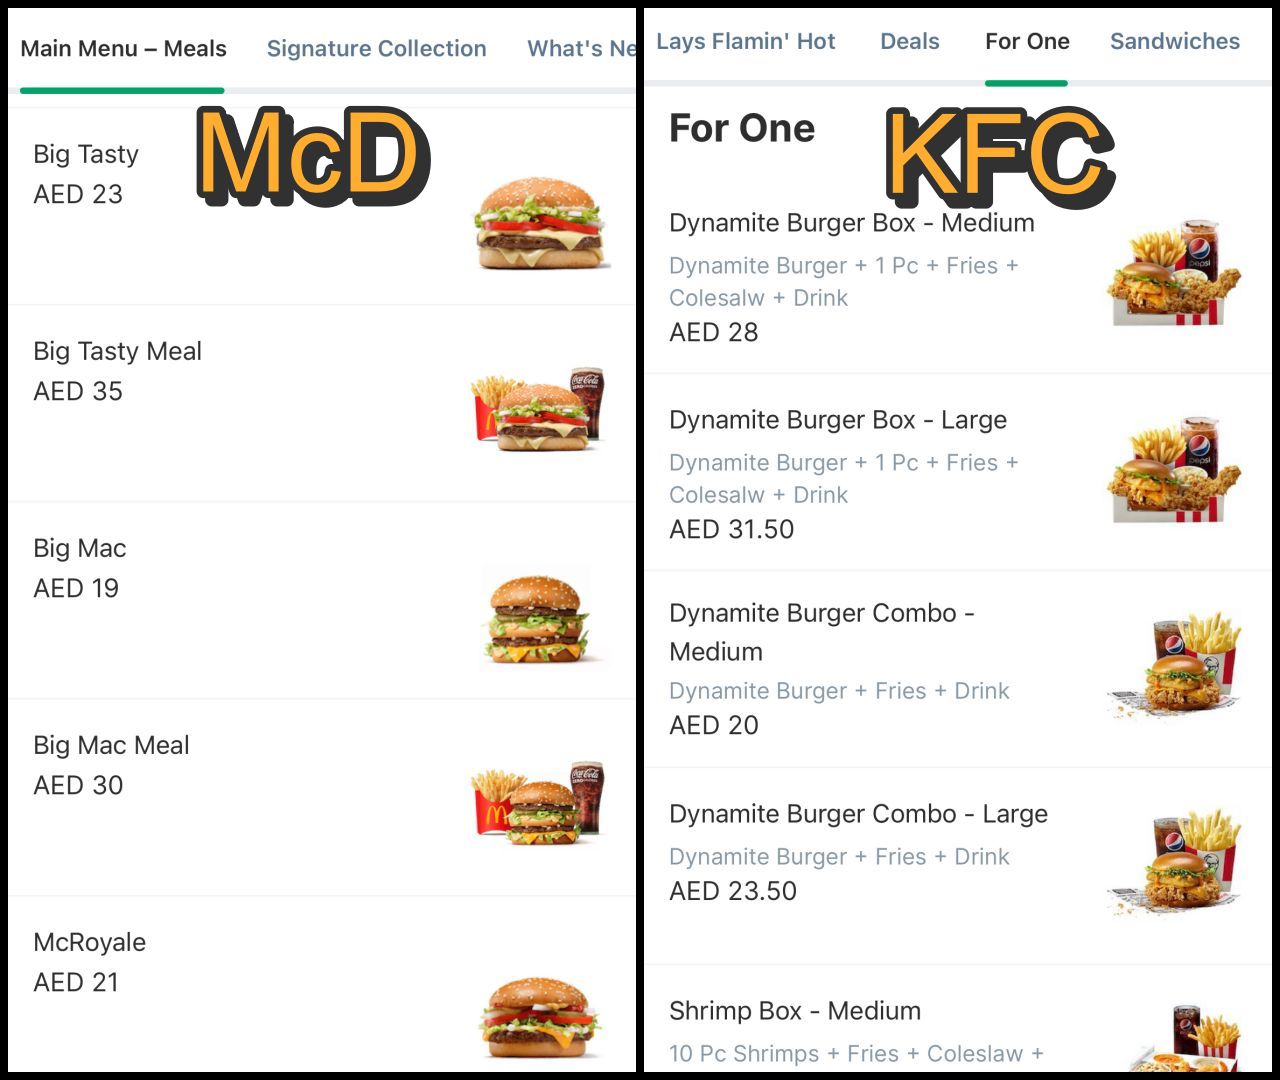 Main Menu – Meals
Signature Collection
What's Ne
McD
Big Tasty
AED 23
Big Tasty Meal
AED 35
Big Mac
AED 19
Big Mac Meal
AED 30
McRoyale
AED 21
Lays Flamin' Hot
Deals
For One
Sandwiches
For One
KFC
Dynamite Burger Box - Medium
Dynamite Burger + 1 Pc + Fries +
Colesalw + Drink
AED 28
Dynamite Burger Box - Large
Dynamite Burger + 1 Pc + Fries +
Colesalw + Drink
AED 31.50
Dynamite Burger Combo -
Medium
Dynamite Burger + Fries + Drink
AED 20
Dynamite Burger Combo - Large
Dynamite Burger + Fries + Drink
AED 23.50
Shrimp Box - Medium
10 Pc Shrimps + Fries + Coleslaw +